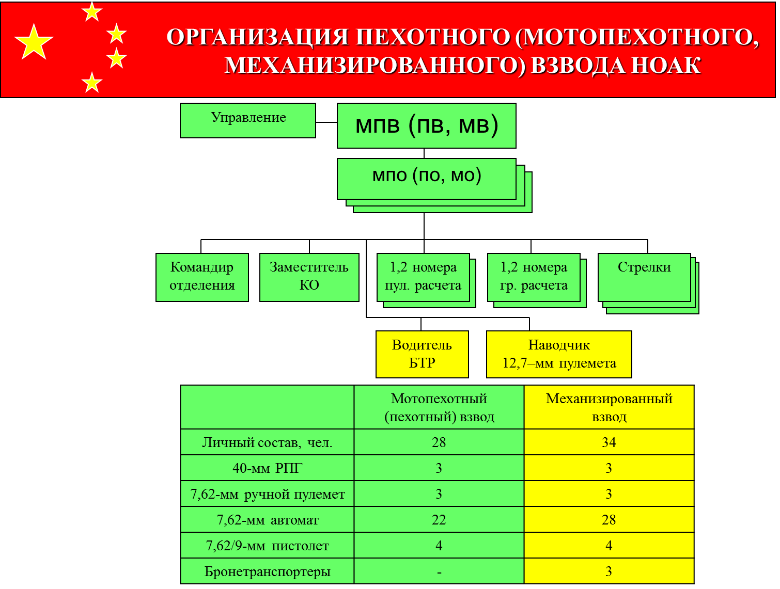 ОРГАНИЗАЦИЯ ПЕХОТНОГО (МОТОПЕХОТНОГО,
МЕХАНИЗИРОВАННОГО) ВЗВОДА НОАК
Управление
мпв (пв, мв)
мпо (по, мо)
Командир
отделения
Заместитель
КО
1,2 номера
пул. расчета
1,2 номера
гр. расчета
Стрелки
Водитель
БТР
Наводчик
12,7–мм пулемета
Мотопехотный
(пехотный) взвод
Механизированный
взвод
Личный состав, чел. 28 34
40-мм РПГ 3 3
7,62-мм ручной пулемет 3 3
7,62-мм автомат 22 28
7,62/9-мм пистолет 4 4
Бронетранспортеры - 3